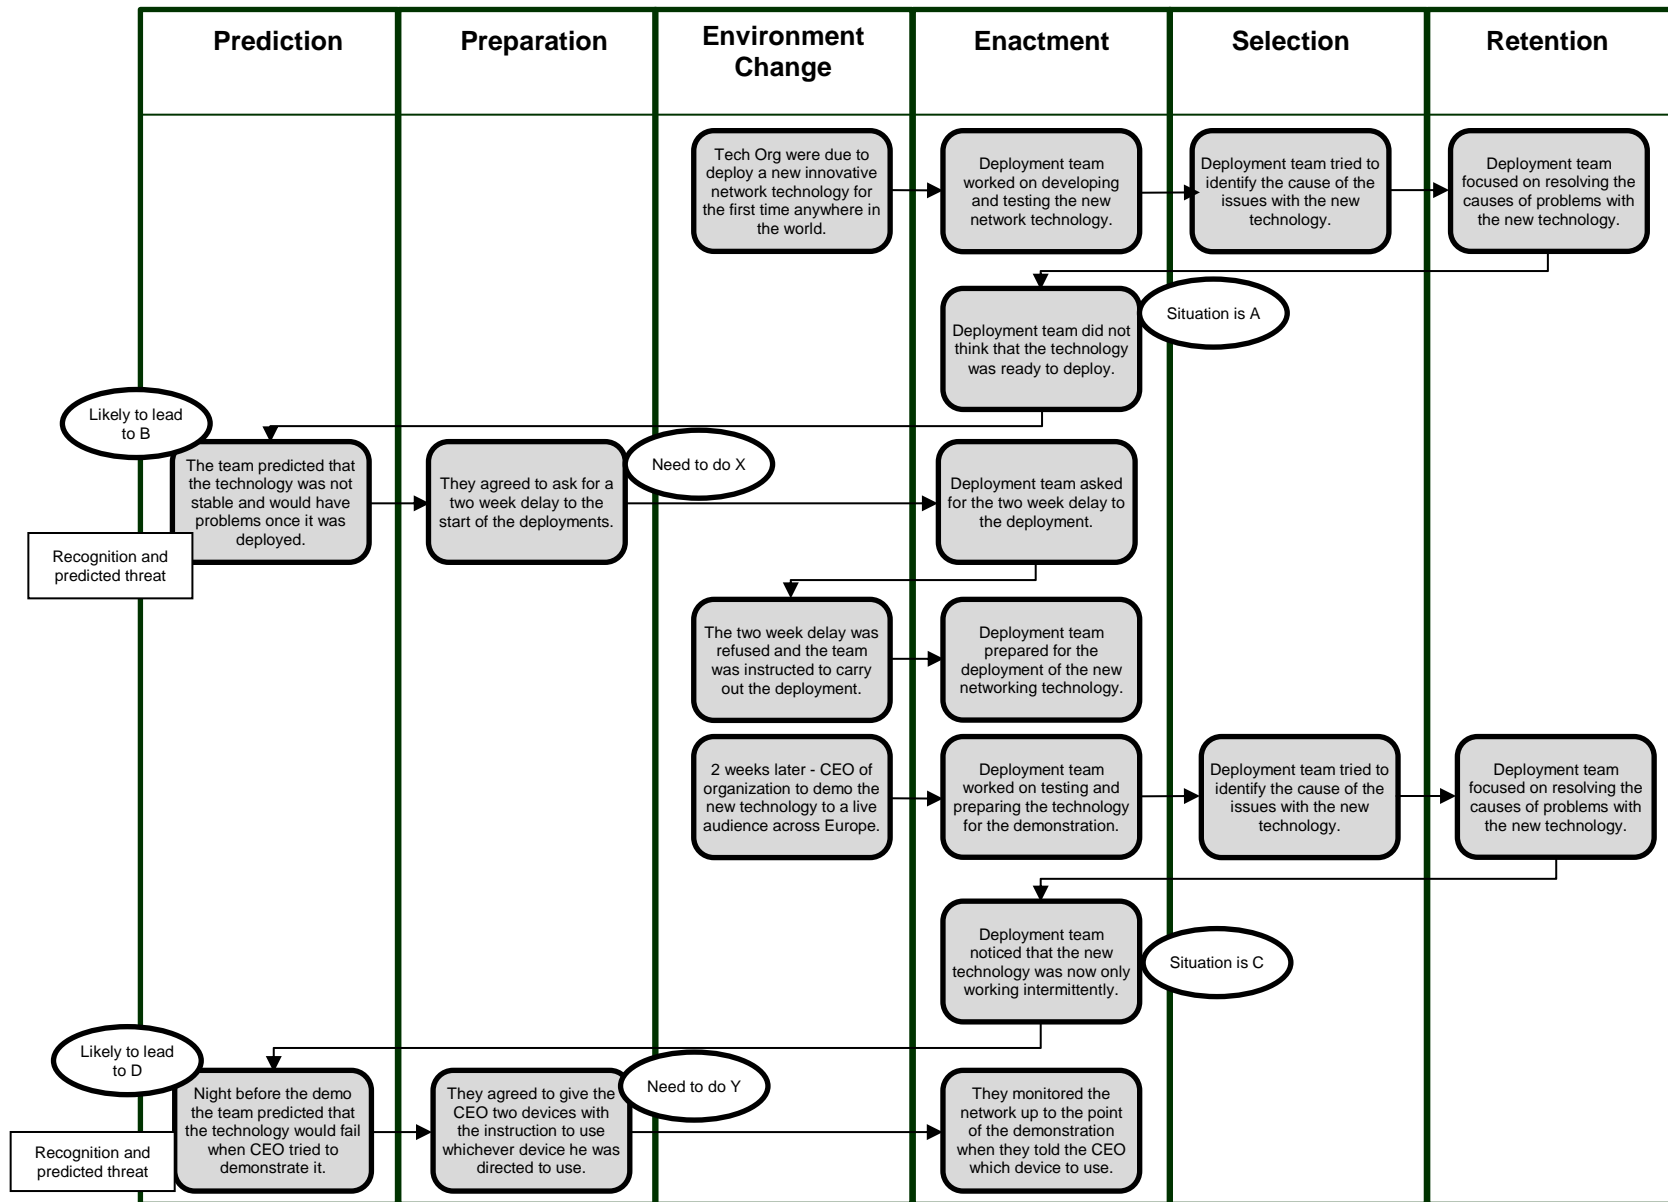 Prediction
Preparation
Environment
Change
Enactment
Selection
Retention
Tech Org were due to
deploy a new innovative
network technology for
the first time anywhere in
the world.
Deployment team
worked on developing
and testing the new
network technology.
Deployment team tried to
identify the cause of the
issues with the new
technology.
Deployment team
focused on resolving the
causes of problems with
the new technology.
Deployment team did not
think that the technology
was ready to deploy.
Situation is A
Likely to lead
to B
The team predicted that
the technology was not
stable and would have
problems once it was
deployed.
Recognition and
predicted threat
They agreed to ask for a
two week delay to the
start of the deployments.
Need to do X
Deployment team asked
for the two week delay to
the deployment.
The two week delay was
refused and the team
was instructed to carry
out the deployment.
Deployment team
prepared for the
deployment of the new
networking technology.
2 weeks later - CEO of
organization to demo the
new technology to a live
audience across Europe.
Deployment team
worked on testing and
preparing the technology
for the demonstration.
Deployment team tried to
identify the cause of the
issues with the new
technology.
Deployment team
focused on resolving the
causes of problems with
the new technology.
Deployment team
noticed that the new
technology was now only
working intermittently.
Situation is C
Likely to lead
to D
Night before the demo
the team predicted that
the technology would fail
when CEO tried to
demonstrate it.
Recognition and
predicted threat
They agreed to give the
CEO two devices with
the instruction to use
whichever device he was
directed to use.
Need to do Y
They monitored the
network up to the point
of the demonstration
when they told the CEO
which device to use.